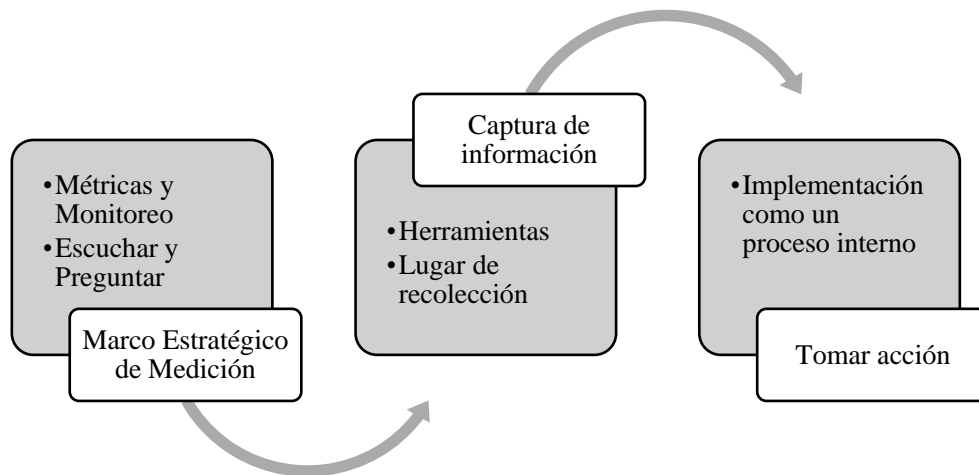 •Métricas y
Monitoreo
•Escuchar y
Preguntar
Marco Estratégico
de Medición
Captura de
información
•Herramientas
•Lugar de
recolección
•Implementación
como un
proceso interno
Tomar acción